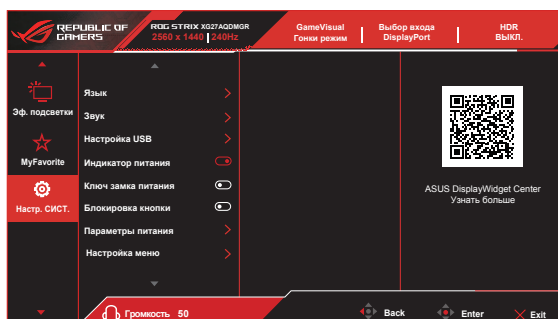 REPUBLIC OF
GAMERS
ROG STRIX XG27AQDMGR
2560 x 1440 240Hz
GameVisual
Гонки режим
Выбор входа
DisplayPort
HDR
ВЫКЛ.
Эф. подсветки
MyFavorite
Настр. СИСТ.
Язык
Звук
Настройка USB
Индикатор питания
Ключ замка питания
Блокировка кнопки
Параметры питания
Настройка меню
ASUS DisplayWidget Center
Узнать больше
Громкость 50
Back
Enter
Exit